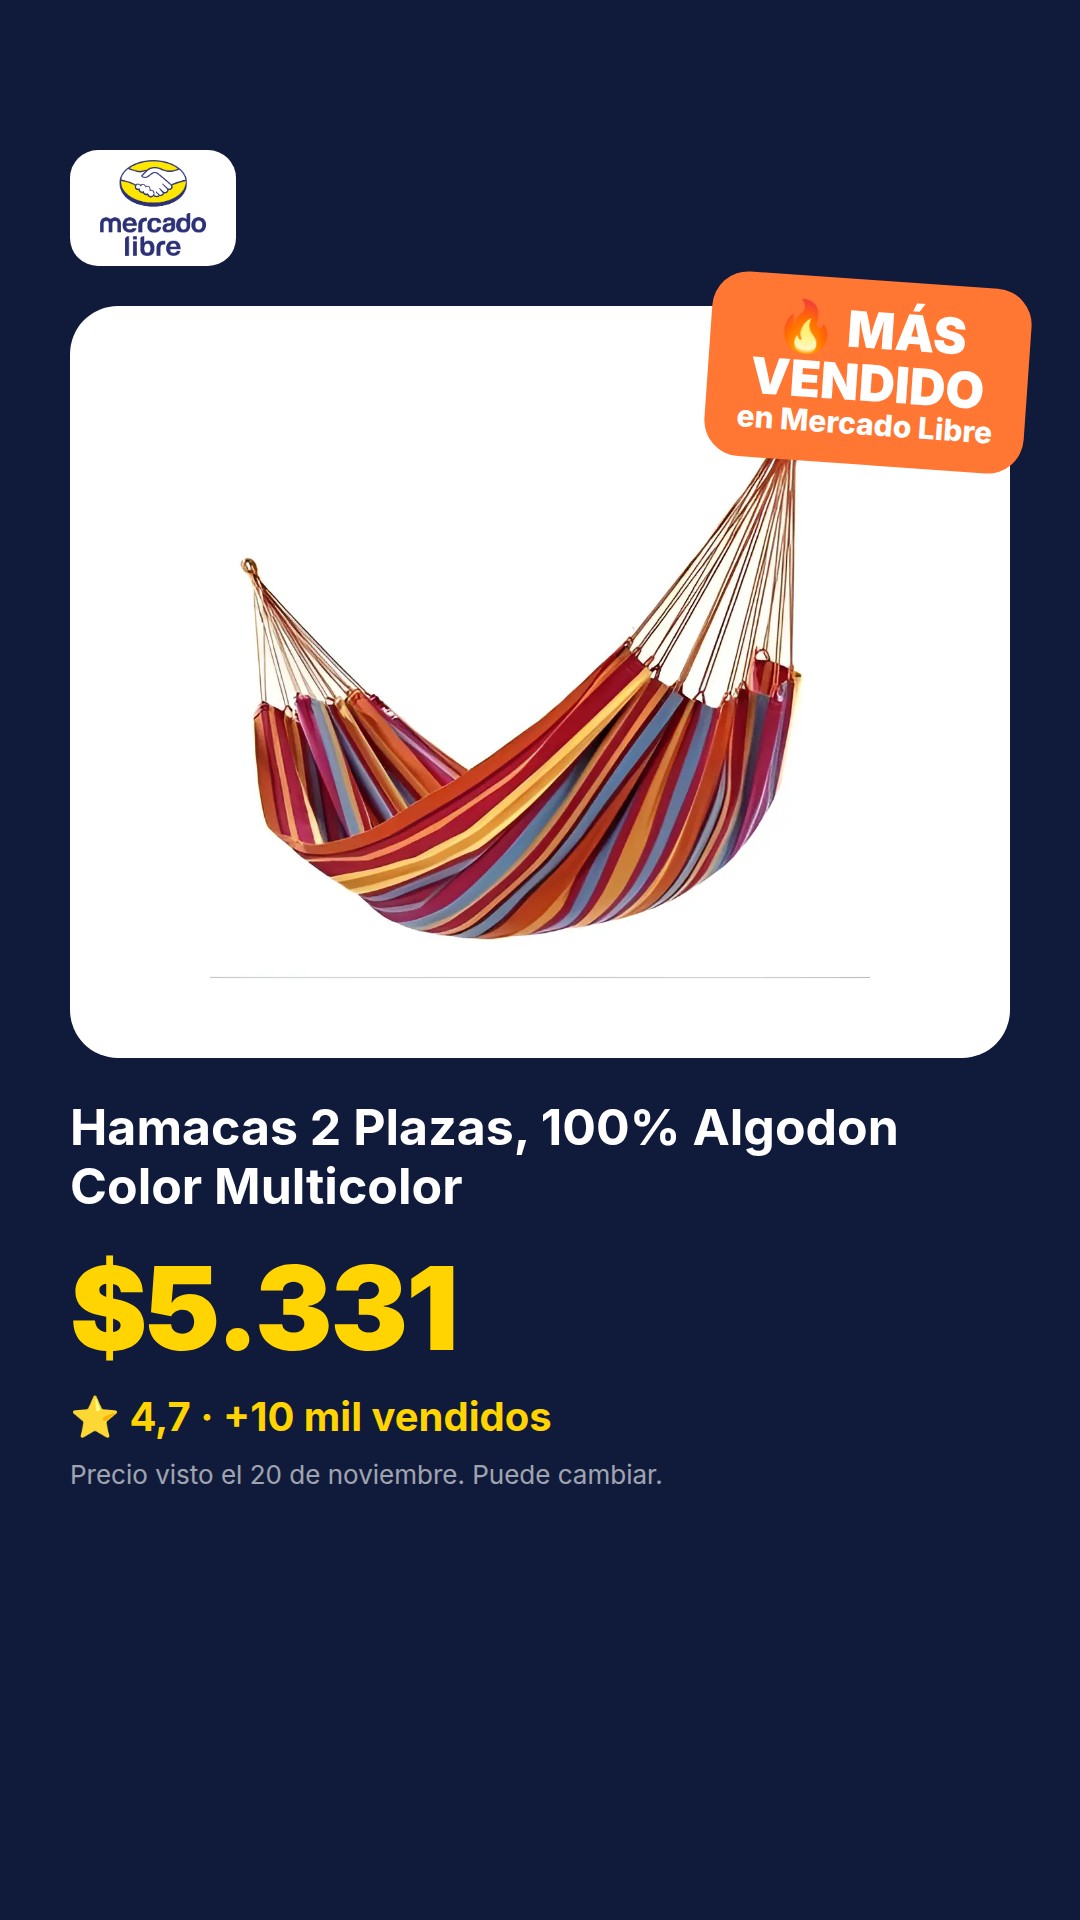 mercado
libre
🔥 MÁS
VENDIDO
en Mercado Libre
Hamacas 2 Plazas, 100% Algodon
Color Multicolor
$5.331
⭐ 4,7 · +10 mil vendidos
Precio visto el 20 de noviembre. Puede cambiar.